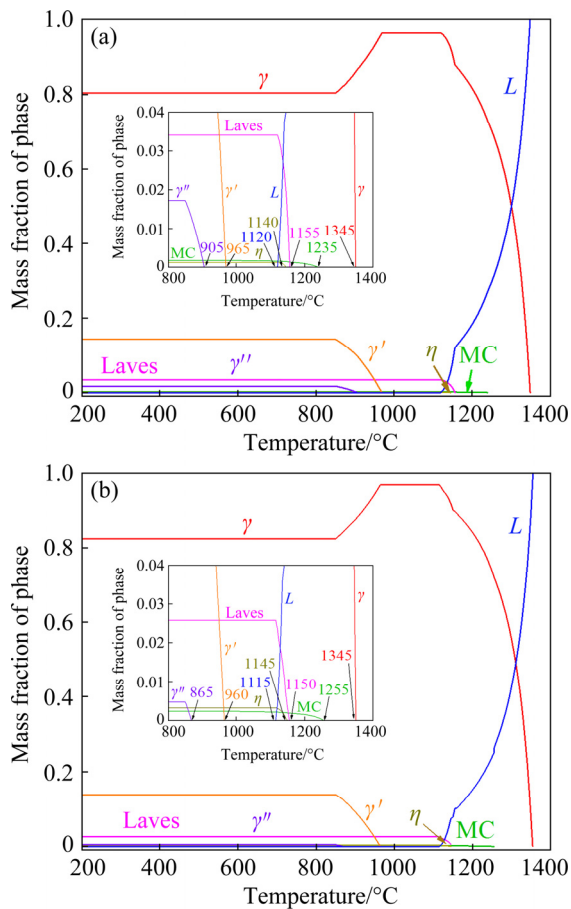 (a)
1.0
0.8
0.6
0.4
0.2
0
Mass fraction of phase
γ
L
0.04
0.03
0.02
0.01
0
Mass fraction of phase
Laves
γ′′
γ′
L
γ
1140
1120
1155
1345
MC
905
965
η
1235
800
1000
1200
1400
Temperature/°C
Laves
γ′′
γ′
η
MC
200 400 600 800 1000 1200 1400
Temperature/°C
(b)
1.0
0.8
0.6
0.4
0.2
0
Mass fraction of phase
γ
L
0.04
0.03
0.02
0.01
0
Mass fraction of phase
Laves
L
γ′
γ
1145
1345
γ′′
865
1115
1150
1255
960
η
MC
800
1000
1200
1400
Temperature/°C
Laves
γ′′
γ′
η
MC
200 400 600 800 1000 1200 1400
Temperature/°C